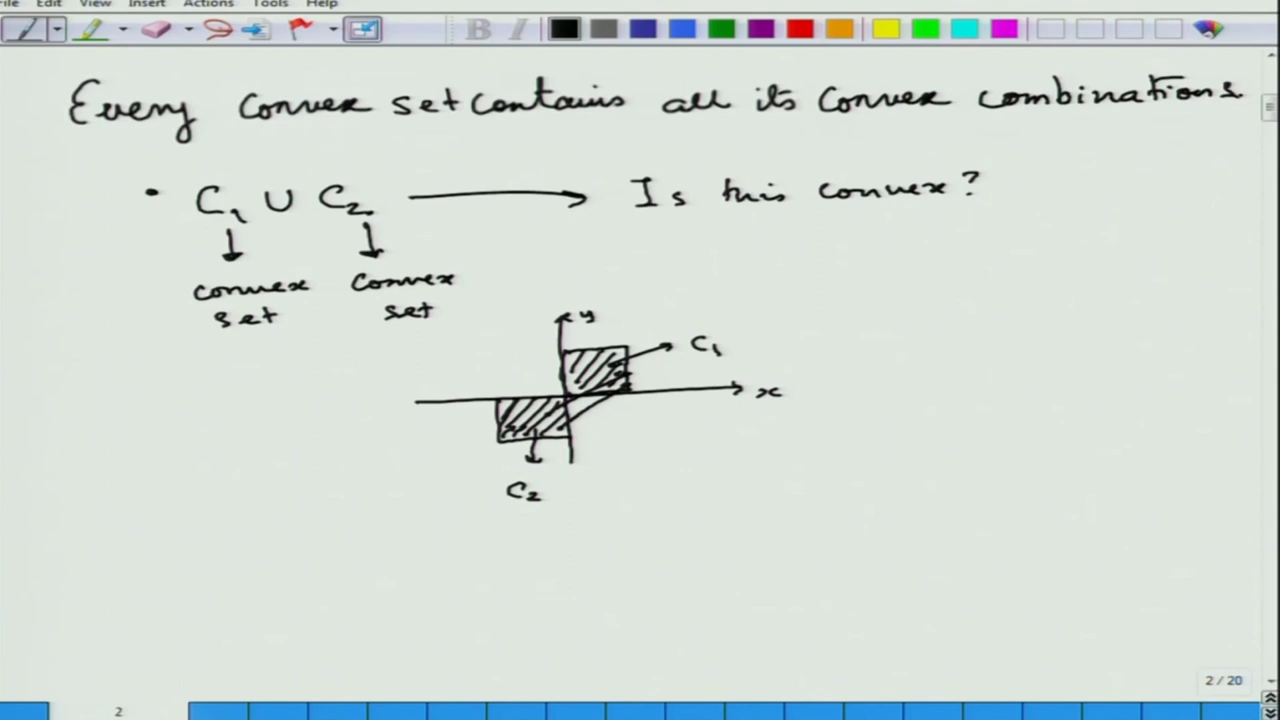 File Edit View Insert Actions Tools Help
B I
Every convex set contains all its convex combinations
• C₁ ∪ C₂ ⟶ Is this convex?
↓ ↓
convex convex
set set
y
C₁
x
C₂
2 / 20
2